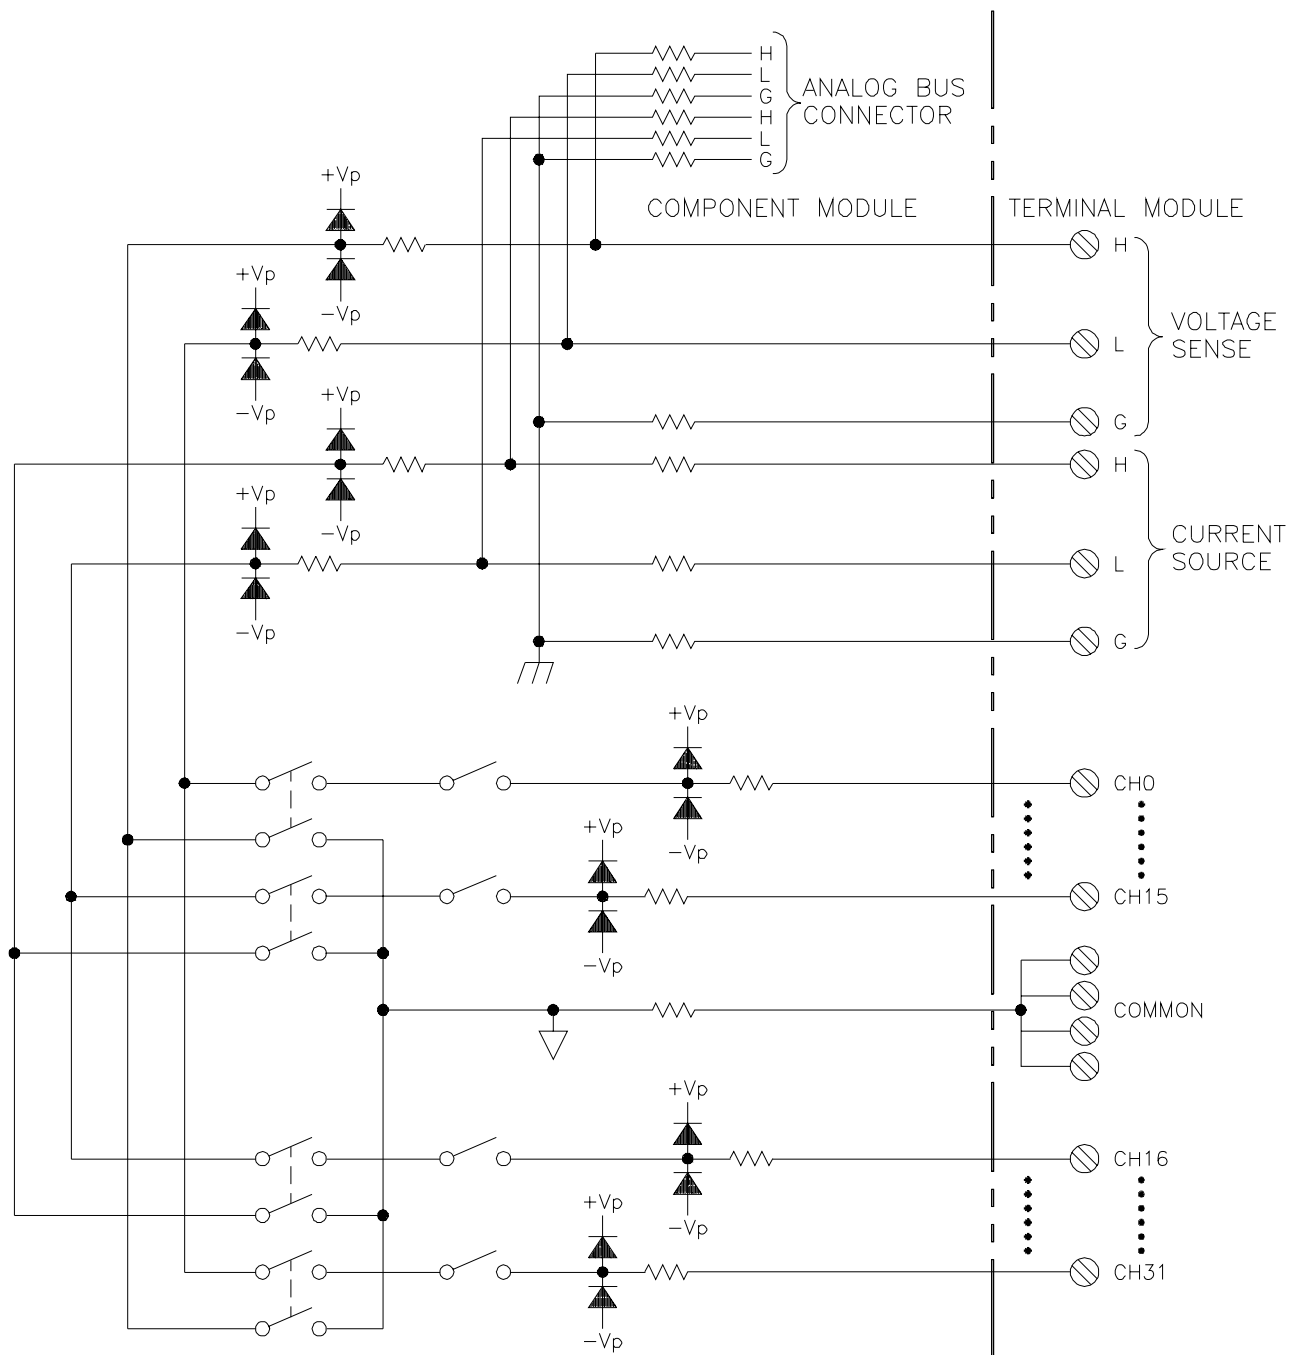 H
L
G
H
L
G
ANALOG BUS
CONNECTOR
+Vp
COMPONENT MODULE
TERMINAL MODULE
H
+Vp
−Vp
VOLTAGE
SENSE
L
+Vp
−Vp
G
H
+Vp
−Vp
CURRENT
SOURCE
L
−Vp
G
+Vp
CH0
+Vp
−Vp
CH15
−Vp
COMMON
+Vp
CH16
+Vp
−Vp
CH31
−Vp